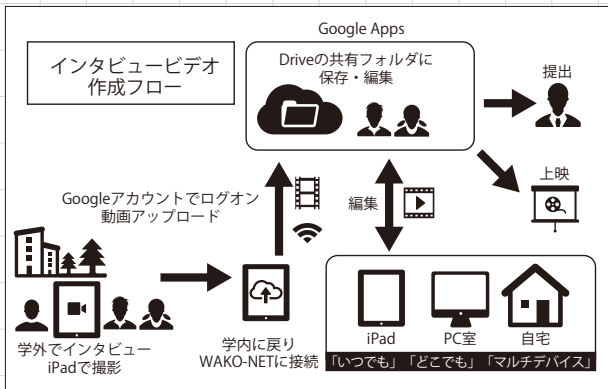 Google Apps
インタビュービデオ
作成フロー
Driveの共有フォルダに
保存・編集
提出
上映
Googleアカウントでログオン
動画アップロード
編集
学外でインタビュー
iPadで撮影
学内に戻り
WAKO-NETに接続
iPad
PC室
自宅
「いつでも」「どこでも」「マルチデバイス」